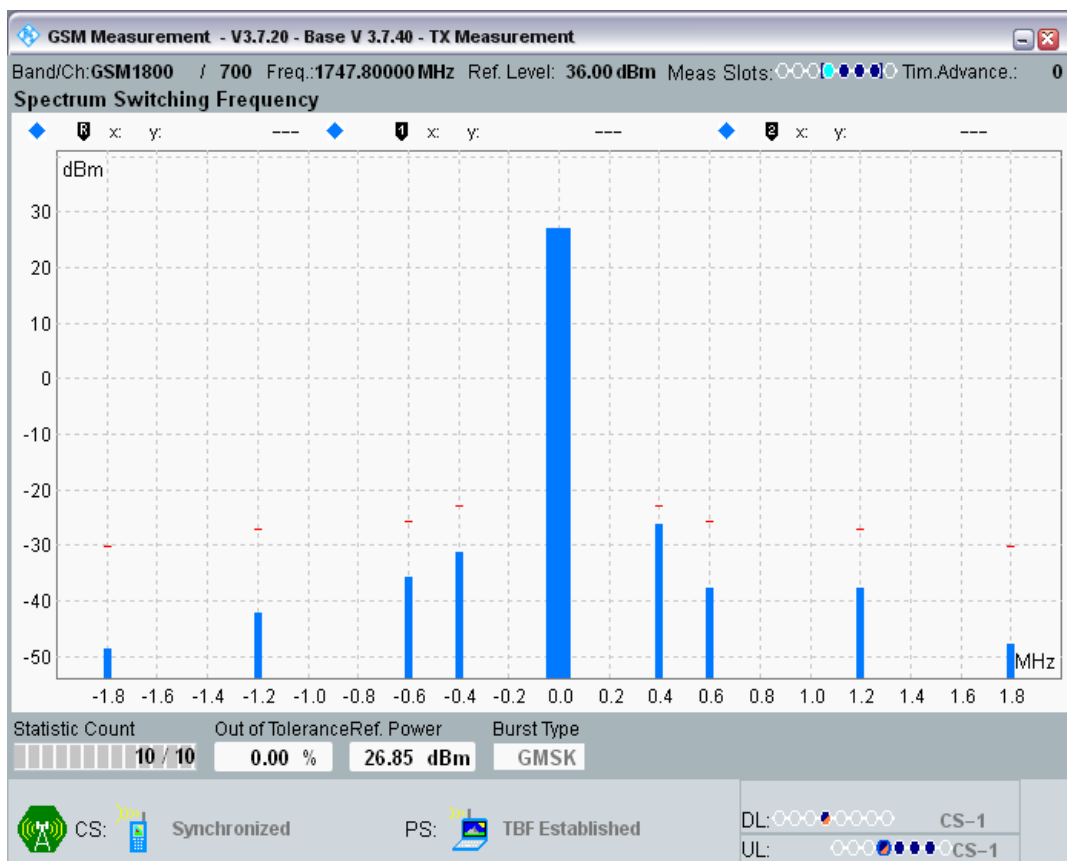 GSM Measurement - V3.7.20 - Base V 3.7.40 - TX Measurement
Band/Ch:GSM1800 / 700 Freq.:1747.80000 MHz Ref. Level: 36.00 dBm Meas Slots: Tim.Advance.: 0
Spectrum Switching Frequency
R x: y: --- 1 x: y: --- 2 x: y: ---
dBm
30
20
10
0
-10
-20
-30
-40
-50
MHz
-1.8 -1.6 -1.4 -1.2 -1.0 -0.8 -0.6 -0.4 -0.2 0.0 0.2 0.4 0.6 0.8 1.0 1.2 1.4 1.6 1.8
Statistic Count Out of Tolerance Ref. Power Burst Type
10 / 10 0.00 % 26.85 dBm GMSK
CS: Synchronized PS: TBF Established
DL: CS-1
UL: CS-1